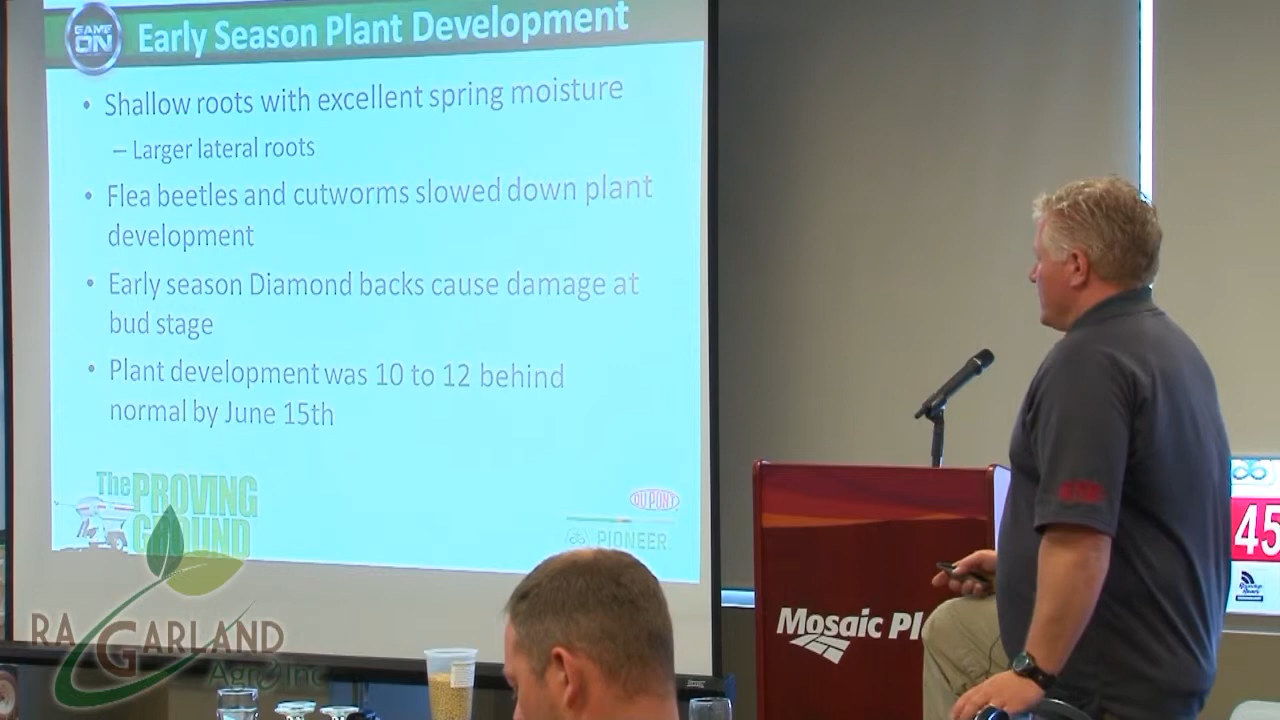 GAME ON
Early Season Plant Development
• Shallow roots with excellent spring moisture
– Larger lateral roots
• Flea beetles and cutworms slowed down plant
development
• Early season Diamond backs cause damage at
bud stage
• Plant development was 10 to 12 behind
normal by June 15th
The PROVING
GROUND
DUPONT
PIONEER
RA GARLAND
Agro Inc
Mosaic Pl
45